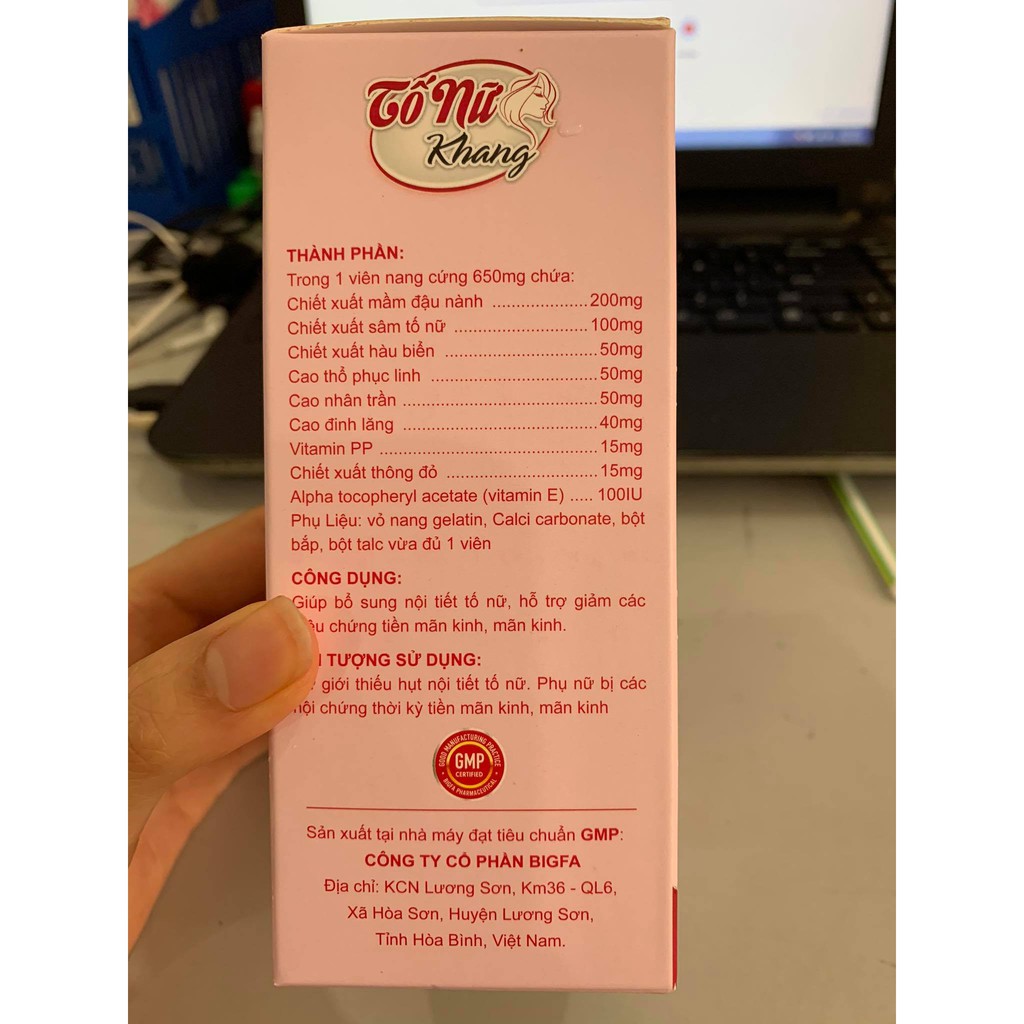 Tố Nữ
Khang
THÀNH PHẦN:
Trong 1 viên nang cứng 650mg chứa:
Chiết xuất mầm đậu nành ....................200mg
Chiết xuất sâm tố nữ ............................100mg
Chiết xuất hàu biển ................................50mg
Cao thổ phục linh ...................................50mg
Cao nhân trần .........................................50mg
Cao đinh lăng .........................................40mg
Vitamin PP ..............................................15mg
Chiết xuất thông đỏ ................................15mg
Alpha tocopheryl acetate (vitamin E) ..... 100IU
Phụ Liệu: vỏ nang gelatin, Calci carbonate, bột
bắp, bột talc vừa đủ 1 viên
CÔNG DỤNG:
Giúp bổ sung nội tiết tố nữ, hỗ trợ giảm các
chứng tiền mãn kinh, mãn kinh.
TƯỢNG SỬ DỤNG:
giới thiếu hụt nội tiết tố nữ. Phụ nữ bị các
chứng thời kỳ tiền mãn kinh, mãn kinh
GOOD MANUFACTURING PRACTICE
GMP
CERTIFIED
BIGFA PHARMACEUTICAL
Sản xuất tại nhà máy đạt tiêu chuẩn GMP:
CÔNG TY CỔ PHẦN BIGFA
Địa chỉ: KCN Lương Sơn, Km36 - QL6,
Xã Hòa Sơn, Huyện Lương Sơn,
Tỉnh Hòa Bình, Việt Nam.